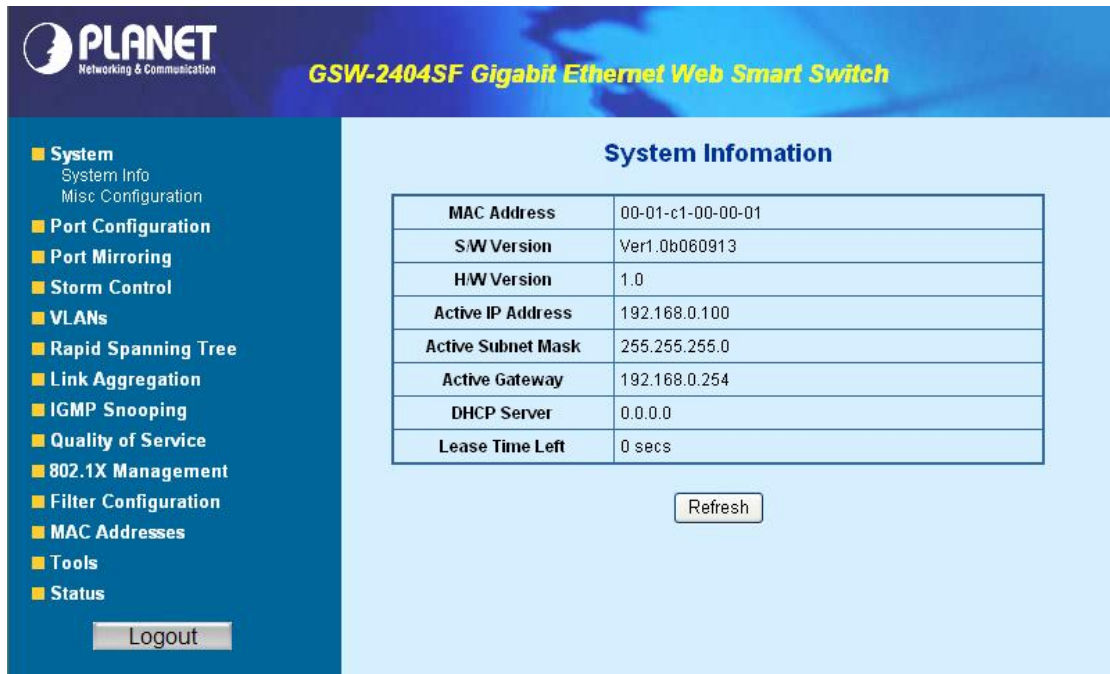 PLANET
Networking & Communication
GSW-2404SF Gigabit Ethernet Web Smart Switch
System
System Info
Misc Configuration
Port Configuration
Port Mirroring
Storm Control
VLANs
Rapid Spanning Tree
Link Aggregation
IGMP Snooping
Quality of Service
802.1X Management
Filter Configuration
MAC Addresses
Tools
Status
Logout
System Infomation
MAC Address 00-01-c1-00-00-01
S/W Version Ver1.0b060913
H/W Version 1.0
Active IP Address 192.168.0.100
Active Subnet Mask 255.255.255.0
Active Gateway 192.168.0.254
DHCP Server 0.0.0.0
Lease Time Left 0 secs
Refresh